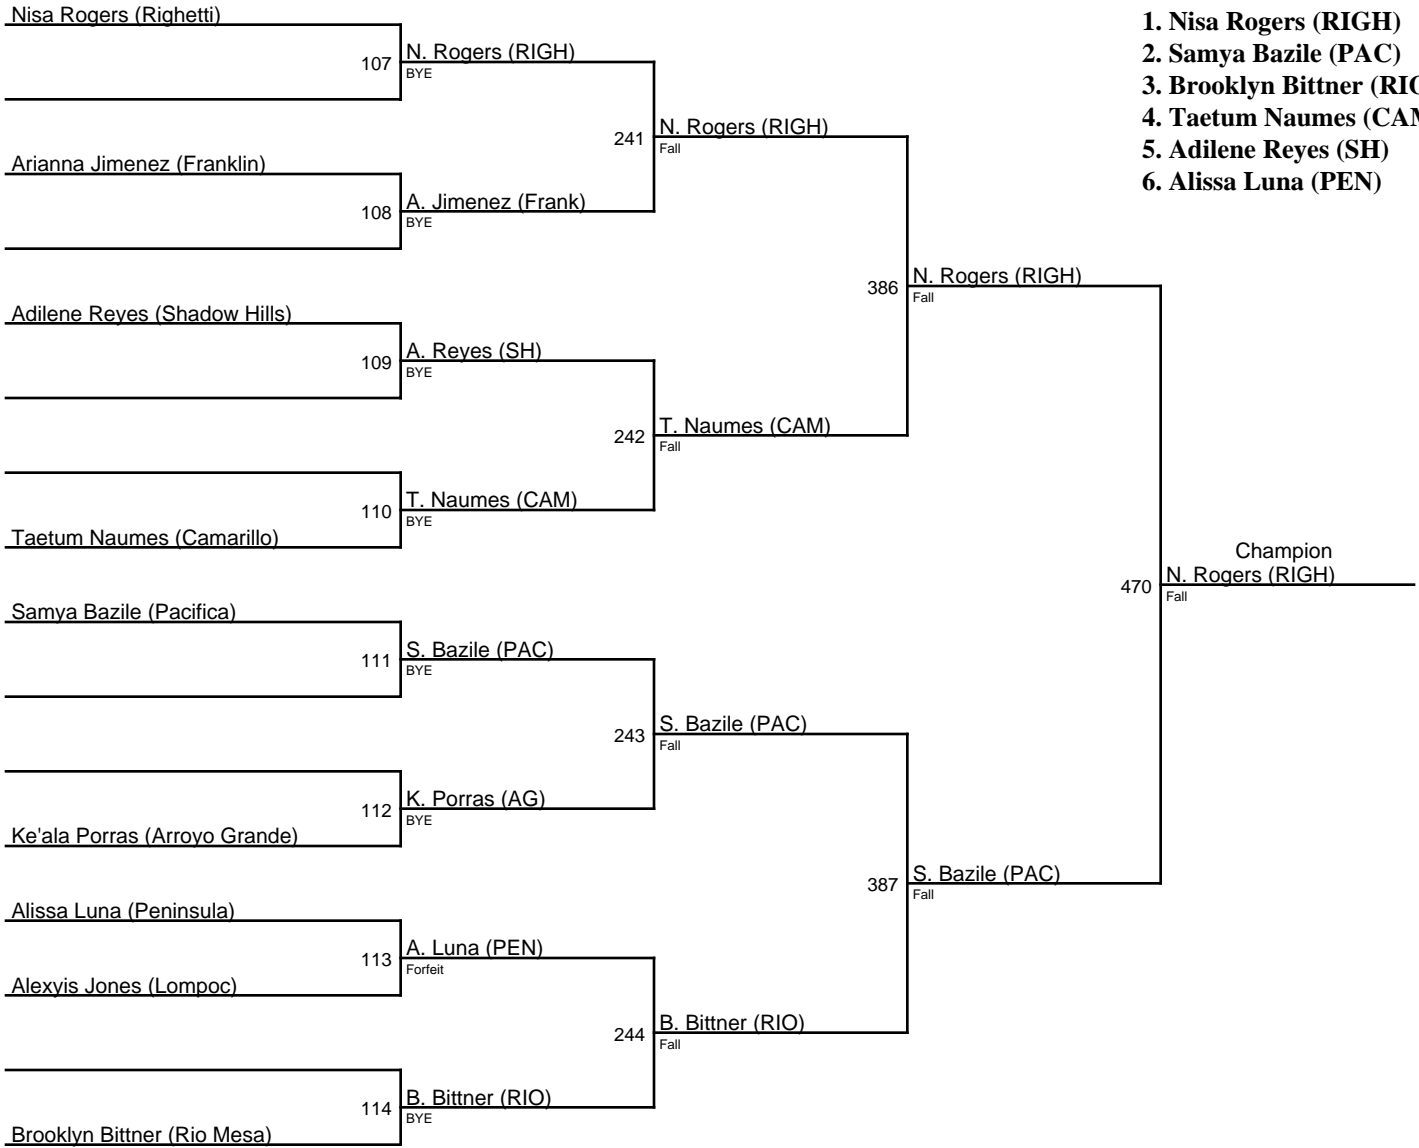 Nisa Rogers (Righetti)
1. Nisa Rogers (RIGH)
2. Samya Bazile (PAC)
3. Brooklyn Bittner (RIO
4. Taetum Naumes (CAM
5. Adilene Reyes (SH)
6. Alissa Luna (PEN)
107
N. Rogers (RIGH)
BYE
241
N. Rogers (RIGH)
Fall
Arianna Jimenez (Franklin)
108
A. Jimenez (Frank)
BYE
386
N. Rogers (RIGH)
Fall
Adilene Reyes (Shadow Hills)
109
A. Reyes (SH)
BYE
242
T. Naumes (CAM)
Fall
110
T. Naumes (CAM)
BYE
Taetum Naumes (Camarillo)
Champion
470
N. Rogers (RIGH)
Fall
Samya Bazile (Pacifica)
111
S. Bazile (PAC)
BYE
243
S. Bazile (PAC)
Fall
112
K. Porras (AG)
BYE
Ke'ala Porras (Arroyo Grande)
387
S. Bazile (PAC)
Fall
Alissa Luna (Peninsula)
113
A. Luna (PEN)
Forfeit
Alexyis Jones (Lompoc)
244
B. Bittner (RIO)
Fall
114
B. Bittner (RIO)
BYE
Brooklyn Bittner (Rio Mesa)